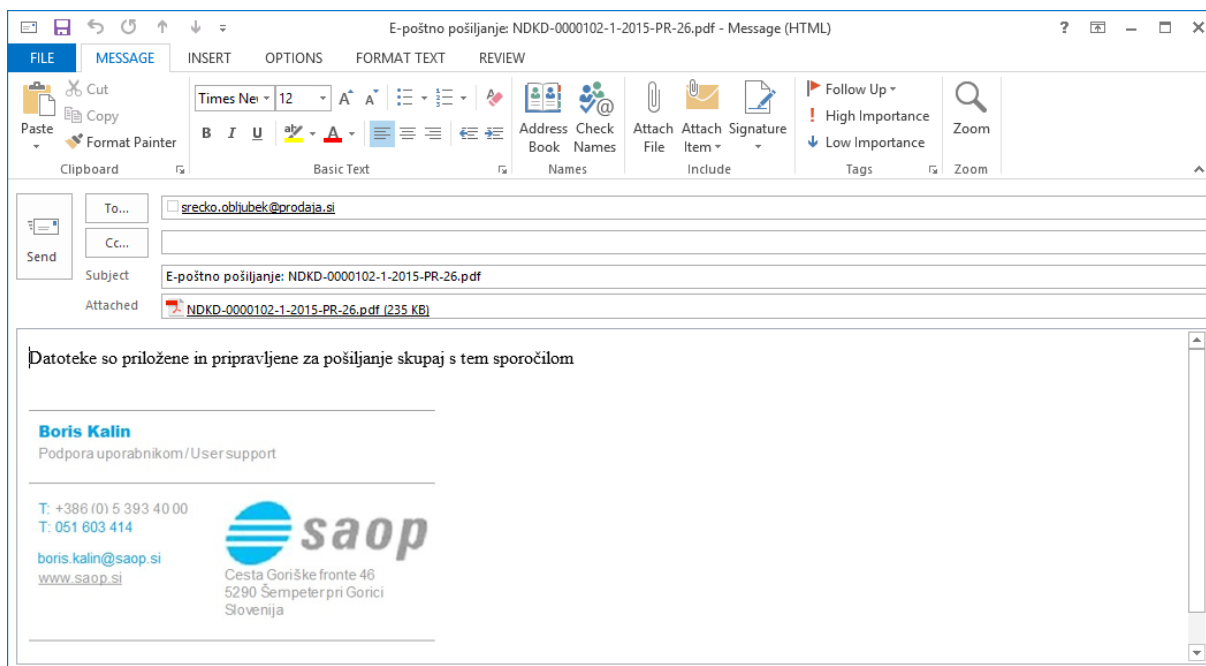 E-poštno pošiljanje: NDKD-0000102-1-2015-PR-26.pdf - Message (HTML)
FILE MESSAGE INSERT OPTIONS FORMAT TEXT REVIEW
Paste
Cut
Copy
Format Painter
Clipboard
Times Nev 12
B I U
Basic Text
Address Book
Check Names
Names
Attach File
Attach Item
Signature
Include
Follow Up
High Importance
Low Importance
Tags
Zoom
Zoom
Send
To... srecko.obljubek@prodaja.si
Cc...
Subject E-poštno pošiljanje: NDKD-0000102-1-2015-PR-26.pdf
Attached NDKD-0000102-1-2015-PR-26.pdf (235 KB)
Datoteke so priložene in pripravljene za pošiljanje skupaj s tem sporočilom
Boris Kalin
Podpora uporabnikom/User support
T: +386 (0) 5 393 40 00
T: 051 603 414
boris.kalin@saop.si
www.saop.si
saop
Cesta Goriške fronte 46
5290 Šempeter pri Gorici
Slovenija